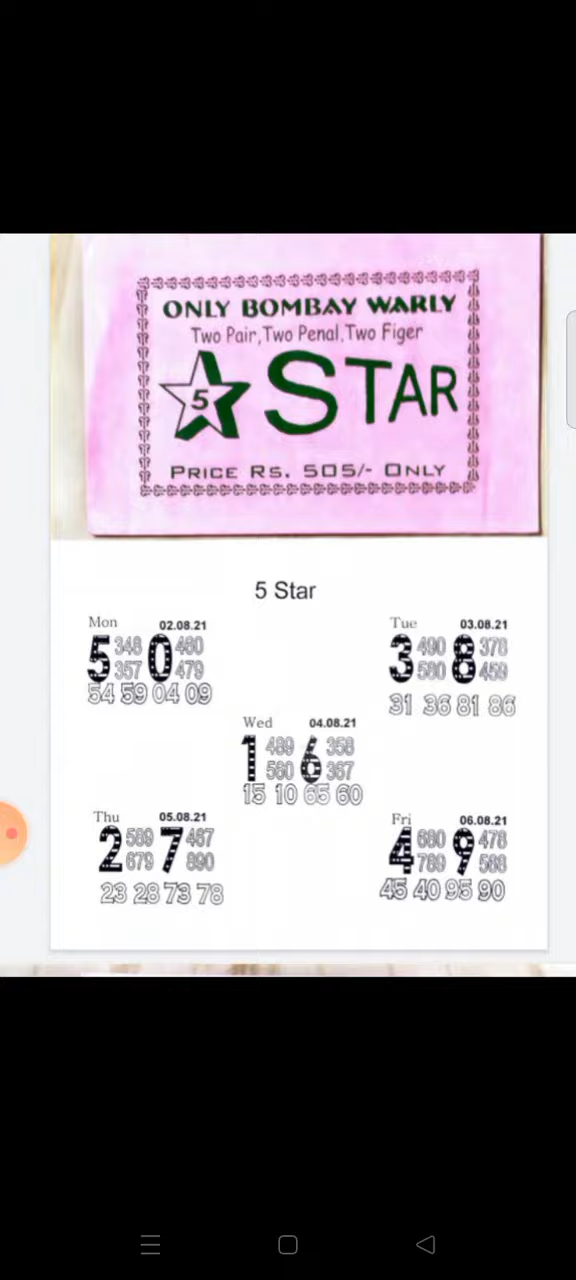 ONLY BOMBAY WARLY
Two Pair,Two Penal,Two Figer
5 STAR
PRICE RS. 505/- ONLY
5 Star
Mon 02.08.21
5 348 0 460
357 479
54 59 04 09
Tue 03.08.21
3 490 8 378
580 459
31 36 81 86
Wed 04.08.21
1 489 6 358
560 367
15 10 65 60
Thu 05.08.21
2 589 7 467
679 890
23 28 73 78
Fri 06.08.21
4 680 9 478
789 568
45 40 95 90